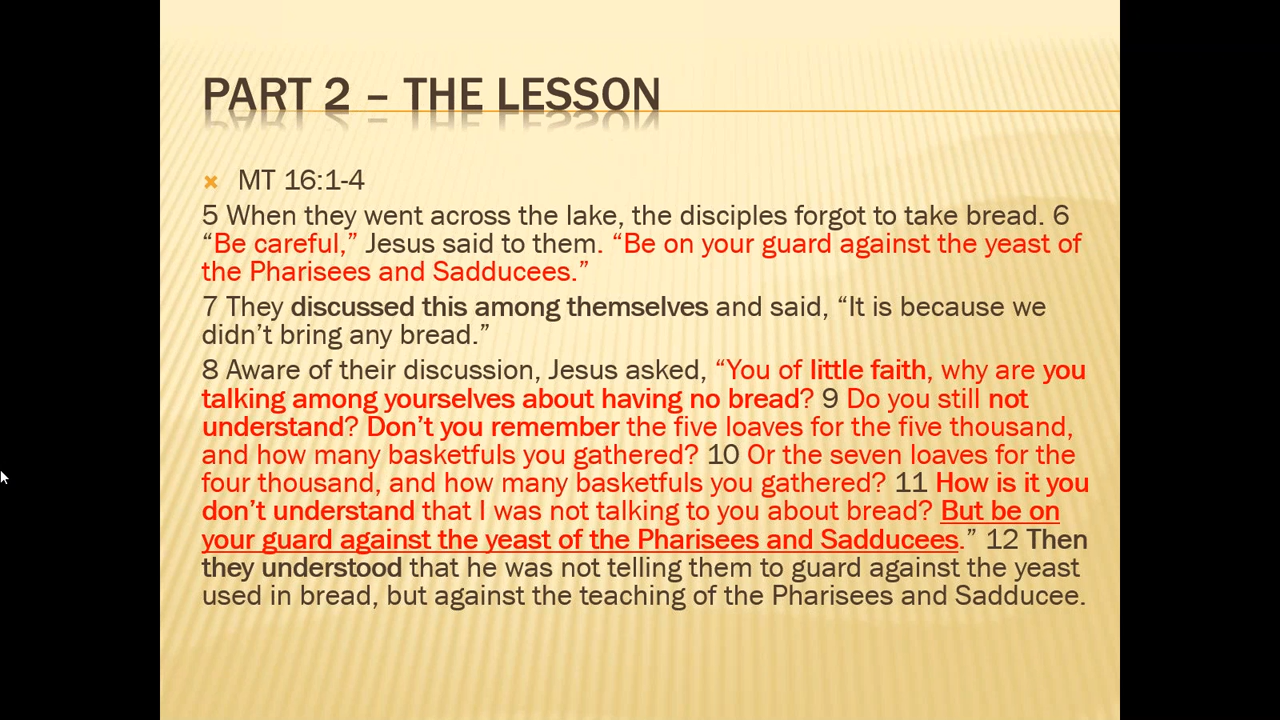 PART 2 – THE LESSON
MT 16:1-4
5 When they went across the lake, the disciples forgot to take bread. 6
“Be careful,” Jesus said to them. “Be on your guard against the yeast of
the Pharisees and Sadducees.”
7 They discussed this among themselves and said, “It is because we
didn’t bring any bread.”
8 Aware of their discussion, Jesus asked, “You of little faith, why are you
talking among yourselves about having no bread? 9 Do you still not
understand? Don’t you remember the five loaves for the five thousand,
and how many basketfuls you gathered? 10 Or the seven loaves for the
four thousand, and how many basketfuls you gathered? 11 How is it you
don’t understand that I was not talking to you about bread? But be on
your guard against the yeast of the Pharisees and Sadducees.” 12 Then
they understood that he was not telling them to guard against the yeast
used in bread, but against the teaching of the Pharisees and Sadducee.